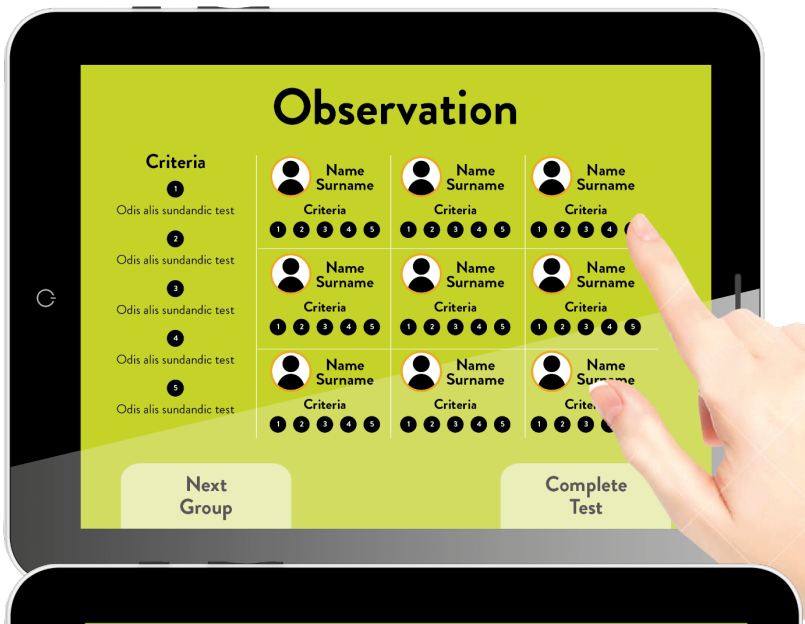 Observation
Criteria
1
Odis alis sundandic test
2
Odis alis sundandic test
3
Odis alis sundandic test
4
Odis alis sundandic test
5
Odis alis sundandic test
Name
Surname
Criteria
1 2 3 4 5
Name
Surname
Criteria
1 2 3 4 5
Name
Surname
Criteria
1 2 3 4
Name
Surname
Criteria
1 2 3 4 5
Name
Surname
Criteria
1 2 3 4 5
Name
Surname
Criteria
1 2 3 4 5
Name
Surname
Criteria
1 2 3 4 5
Name
Surname
Criteria
1 2 3 4 5
Name
Surname
Criteria
1 2 3
Next
Group
Complete
Test